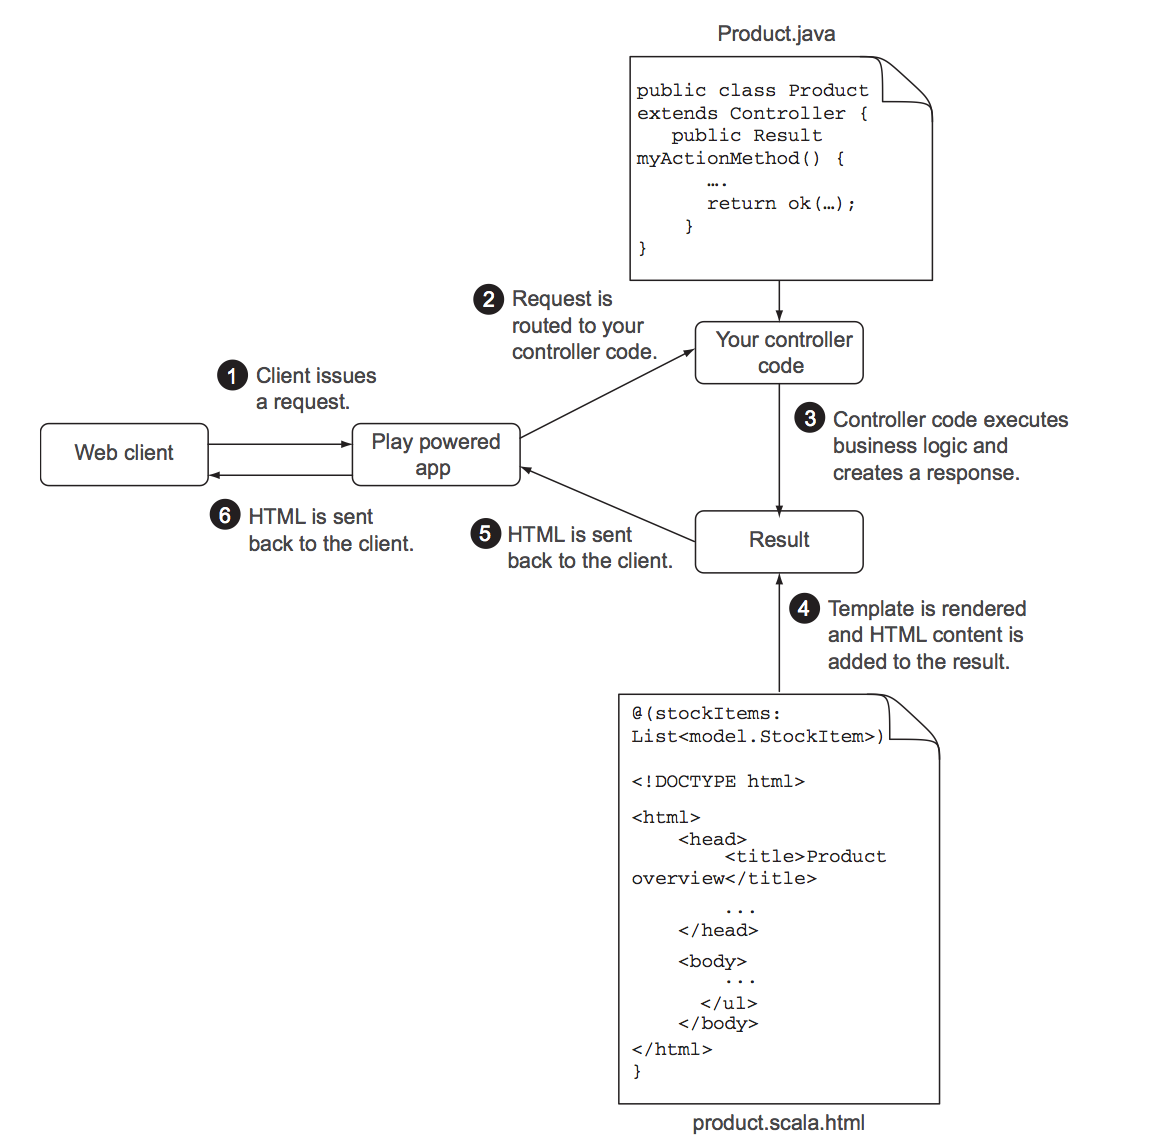 Product.java
public class Product
extends Controller {
public Result
myActionMethod() {
….
return ok(…);
}
}
2 Request is
routed to your
controller code.
Your controller
code
1 Client issues
a request.
Web client
Play powered
app
3 Controller code executes
business logic and
creates a response.
6 HTML is sent
back to the client.
5 HTML is sent
back to the client.
Result
4 Template is rendered
and HTML content is
added to the result.
@(stockItems:
List<model.StockItem>)
<!DOCTYPE html>
<html>
<head>
<title>Product
overview</title>
...
</head>
<body>
...
</ul>
</body>
</html>
}
product.scala.html